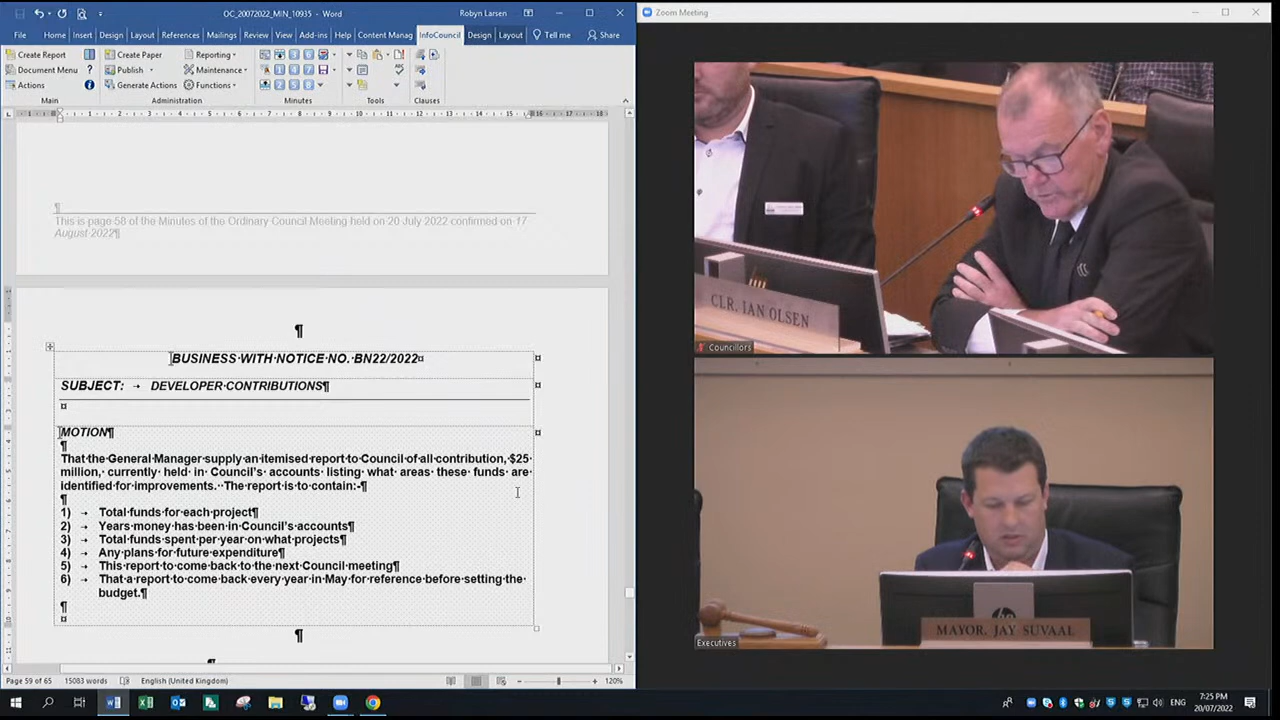 OC_20072022_MIN_10935 - Word
Robyn Larsen
File Home Insert Design Layout References Mailings Review View Add-ins Help Content Manag InfoCouncil Design Layout Tell me Share
Create Report
Document Menu
Actions
Main
Create Paper
Publish
Generate Actions
Reporting
Maintenance
Functions
Administration
Minutes
Tools
Clauses
This is page 58 of the Minutes of the Ordinary Council Meeting held on 20 July 2022 confirmed on 17
August 2022¶
¶
BUSINESS WITH NOTICE NO. BN22/2022
SUBJECT: → DEVELOPER CONTRIBUTIONS¶
MOTION¶
¶
That the General Manager supply an itemised report to Council of all contribution, $25
million, currently held in Council's accounts listing what areas these funds are
identified for improvements. The report is to contain:-¶
¶
1) → Total funds for each project¶
2) → Years money has been in Council's accounts¶
3) → Total funds spent per year on what projects¶
4) → Any plans for future expenditure¶
5) → This report to come back to the next Council meeting¶
6) → That a report to come back every year in May for reference before setting the
budget.¶
¶
¶
Page 59 of 65 15083 words English (United Kingdom) 120%
Zoom Meeting
CLR. IAN OLSEN
Councillors
MAYOR. JAY SUVAAL
Executives
ENG
7:25 PM
20/07/2022